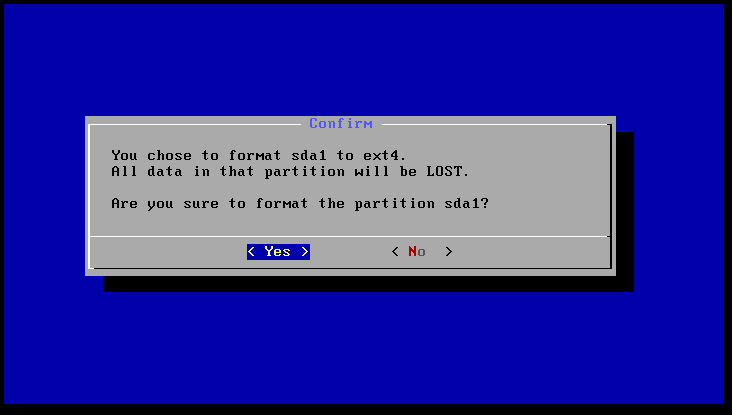 Confirm
You chose to format sda1 to ext4.
All data in that partition will be LOST.
Are you sure to format the partition sda1?
< Yes > < No >